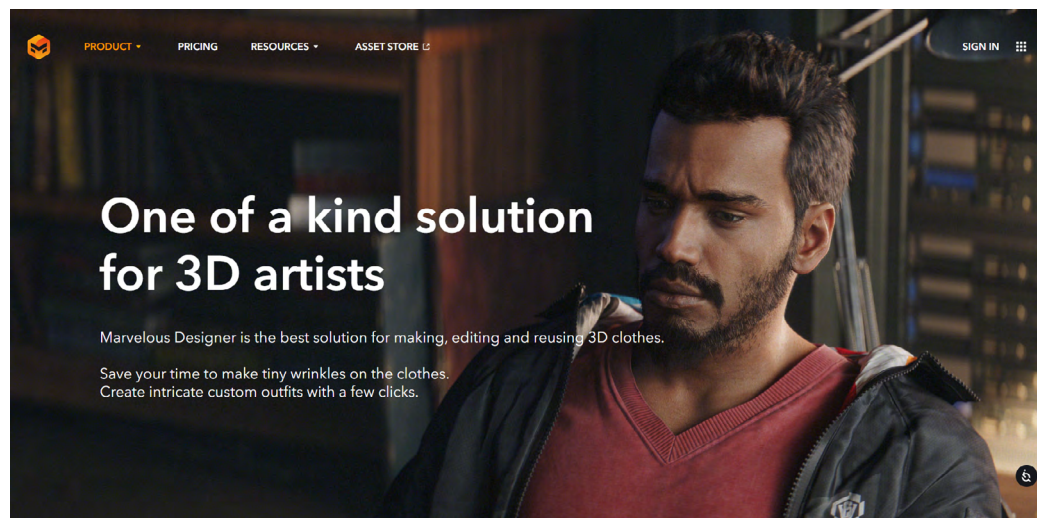 PRODUCT PRICING RESOURCES ASSET STORE SIGN IN
One of a kind solution
for 3D artists
Marvelous Designer is the best solution for making, editing and reusing 3D clothes.
Save your time to make tiny wrinkles on the clothes.
Create intricate custom outfits with a few clicks.